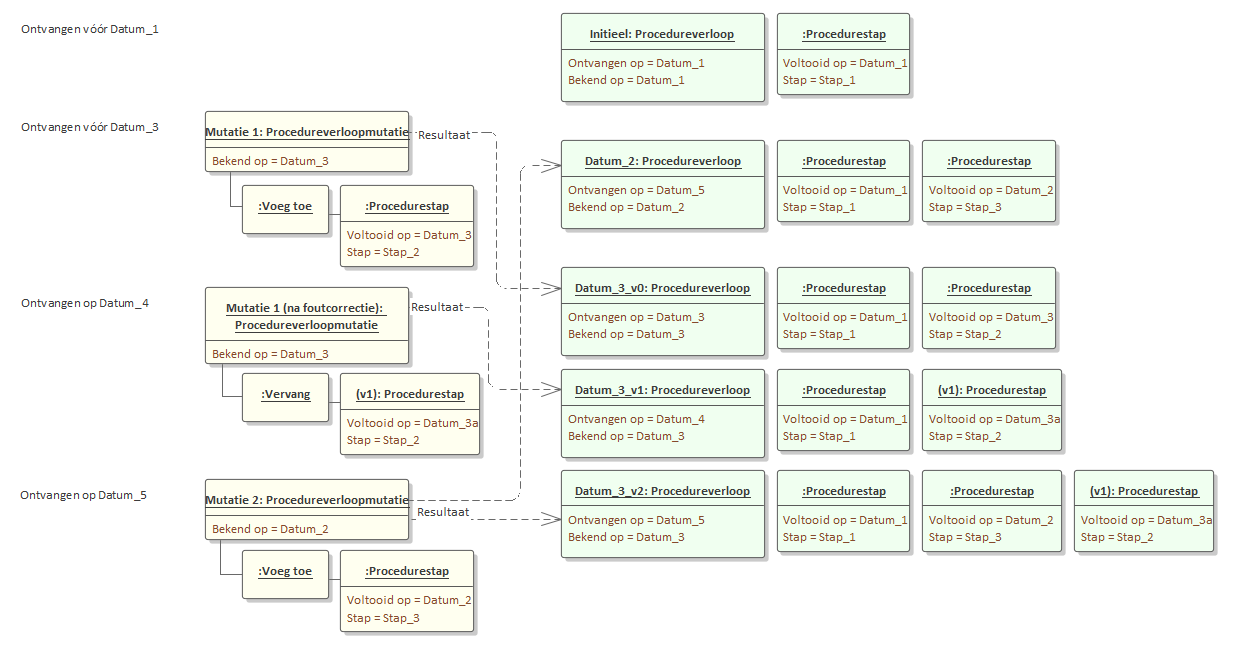 Ontvangen vóór Datum_1
Initieel: Procedureverloop
Ontvangen op = Datum_1
Bekend op = Datum_1
:Procedurestap
Voltooid op = Datum_1
Stap = Stap_1
Ontvangen vóór Datum_3
Mutatie 1: Procedureverloopmutatie
Bekend op = Datum_3
Resultaat
:Voeg toe
:Procedurestap
Voltooid op = Datum_3
Stap = Stap_2
Datum_2: Procedureverloop
Ontvangen op = Datum_5
Bekend op = Datum_2
:Procedurestap
Voltooid op = Datum_1
Stap = Stap_1
:Procedurestap
Voltooid op = Datum_2
Stap = Stap_3
Datum_3_v0: Procedureverloop
Ontvangen op = Datum_3
Bekend op = Datum_3
:Procedurestap
Voltooid op = Datum_1
Stap = Stap_1
:Procedurestap
Voltooid op = Datum_3
Stap = Stap_2
Ontvangen op Datum_4
Mutatie 1 (na foutcorrectie):
Procedureverloopmutatie
Bekend op = Datum_3
Resultaat
:Vervang
(v1): Procedurestap
Voltooid op = Datum_3a
Stap = Stap_2
Datum_3_v1: Procedureverloop
Ontvangen op = Datum_4
Bekend op = Datum_3
:Procedurestap
Voltooid op = Datum_1
Stap = Stap_1
(v1): Procedurestap
Voltooid op = Datum_3a
Stap = Stap_2
Ontvangen op Datum_5
Mutatie 2: Procedureverloopmutatie
Bekend op = Datum_2
Resultaat
:Voeg toe
:Procedurestap
Voltooid op = Datum_2
Stap = Stap_3
Datum_3_v2: Procedureverloop
Ontvangen op = Datum_5
Bekend op = Datum_3
:Procedurestap
Voltooid op = Datum_1
Stap = Stap_1
:Procedurestap
Voltooid op = Datum_2
Stap = Stap_3
(v1): Procedurestap
Voltooid op = Datum_3a
Stap = Stap_2